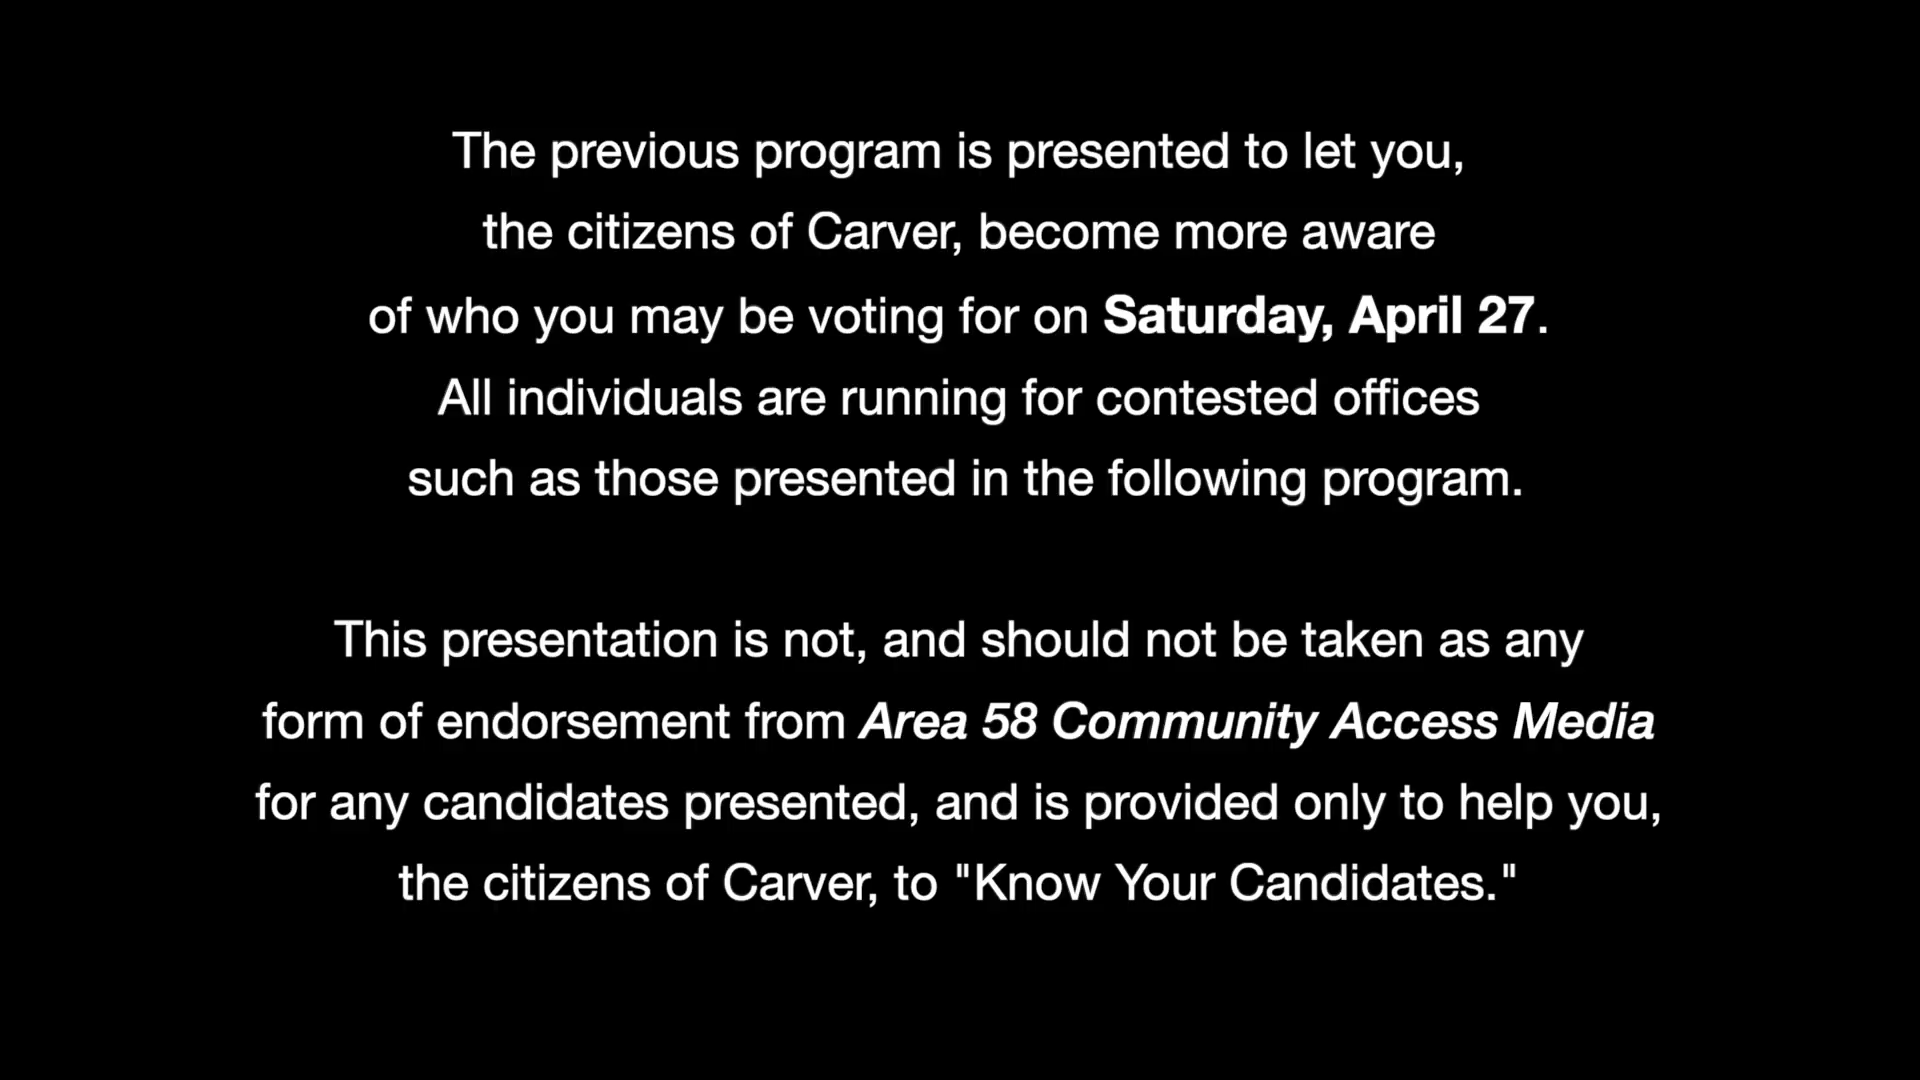 The previous program is presented to let you,
the citizens of Carver, become more aware
of who you may be voting for on Saturday, April 27.
All individuals are running for contested offices
such as those presented in the following program.
This presentation is not, and should not be taken as any
form of endorsement from Area 58 Community Access Media
for any candidates presented, and is provided only to help you,
the citizens of Carver, to "Know Your Candidates."